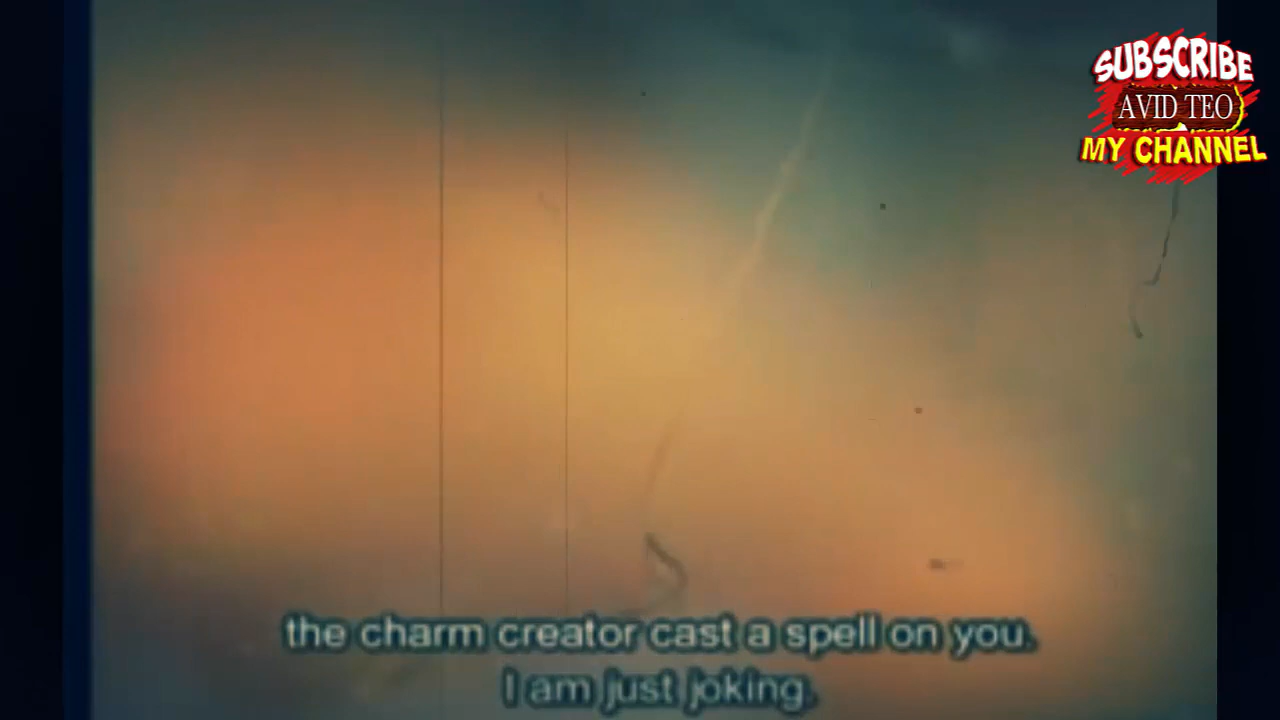 SUBSCRIBE
AVID TEO
MY CHANNEL
the charm creator cast a spell on you.
I am just joking.